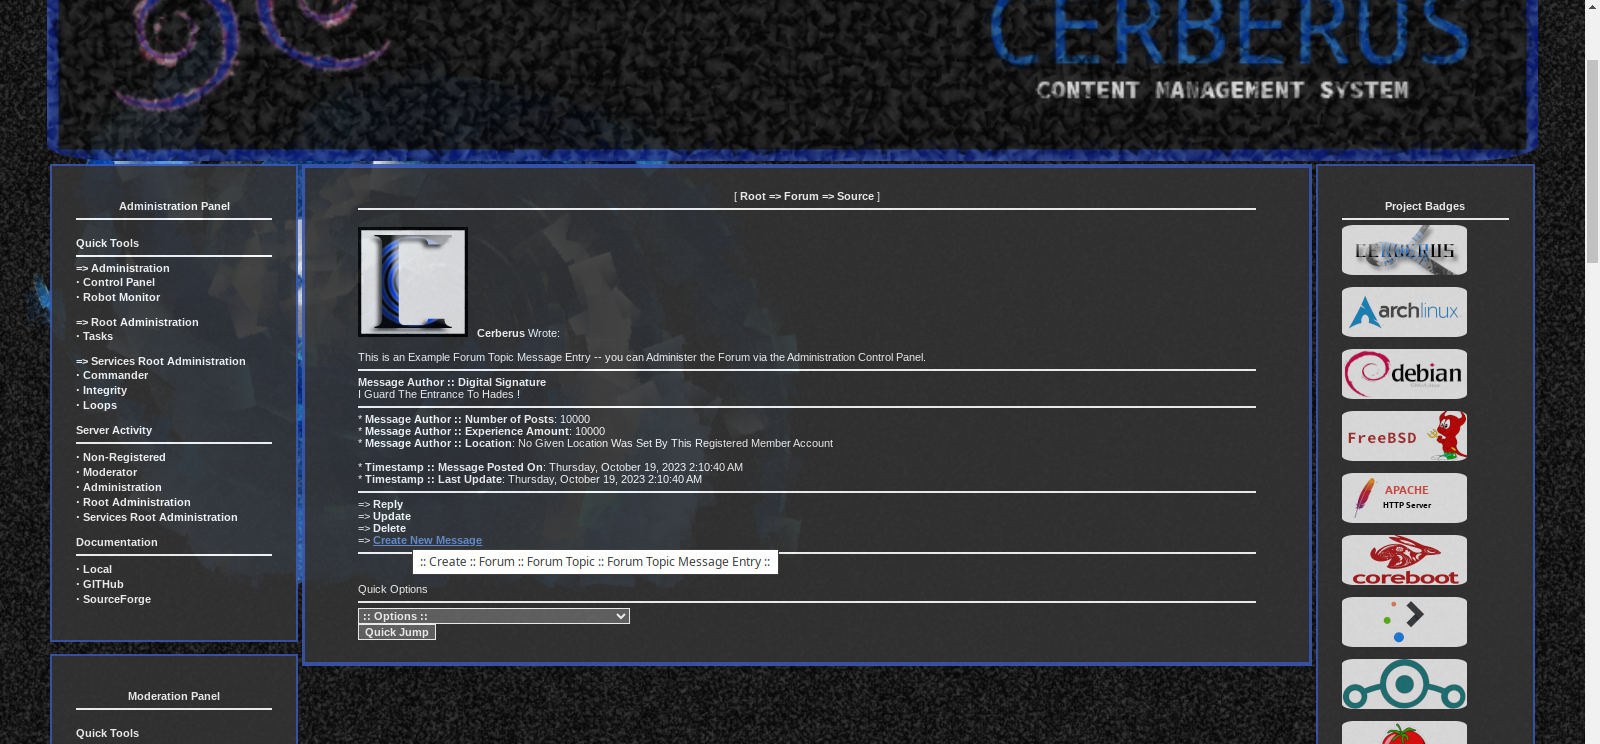 CERBERUS
CONTENT MANAGEMENT SYSTEM
Administration Panel
Quick Tools
=> Administration
· Control Panel
· Robot Monitor
=> Root Administration
· Tasks
=> Services Root Administration
· Commander
· Integrity
· Loops
Server Activity
· Non-Registered
· Moderator
· Administration
· Root Administration
· Services Root Administration
Documentation
· Local
· GITHub
· SourceForge
Moderation Panel
Quick Tools
[ Root => Forum => Source ]
Cerberus Wrote:
This is an Example Forum Topic Message Entry -- you can Administer the Forum via the Administration Control Panel.
Message Author :: Digital Signature
I Guard The Entrance To Hades !
* Message Author :: Number of Posts: 10000
* Message Author :: Experience Amount: 10000
* Message Author :: Location: No Given Location Was Set By This Registered Member Account
* Timestamp :: Message Posted On: Thursday, October 19, 2023 2:10:40 AM
* Timestamp :: Last Update: Thursday, October 19, 2023 2:10:40 AM
=> Reply
=> Update
=> Delete
=> Create New Message
:: Create :: Forum :: Forum Topic :: Forum Topic Message Entry ::
Quick Options
:: Options ::
Quick Jump
Project Badges
CERBERUS
archlinux
debian
FreeBSD
APACHE
HTTP Server
coreboot